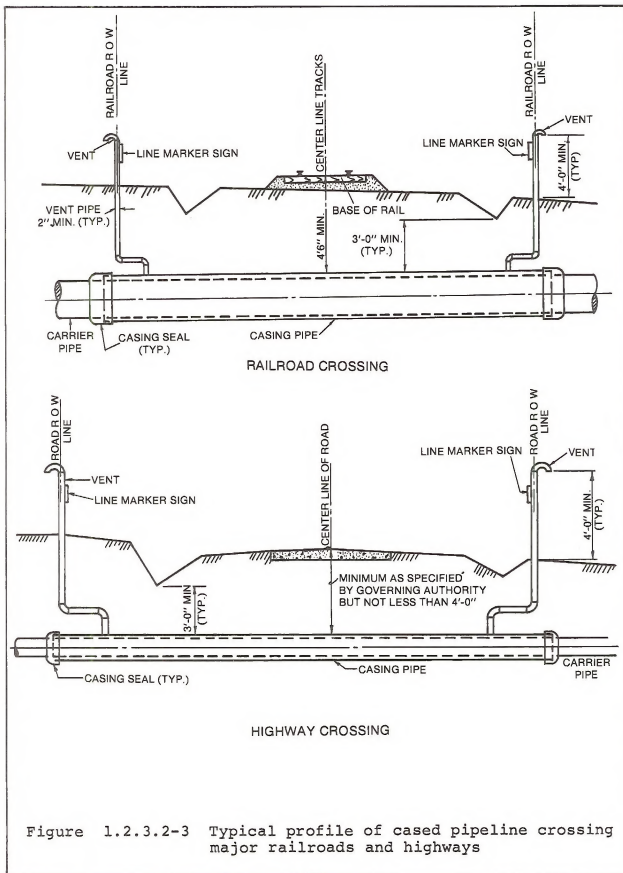 RAILROAD R O W
LINE
CENTER LINE TRACKS
RAILROAD R O W
LINE
VENT
VENT
LINE MARKER SIGN
LINE MARKER SIGN
4'-0" MIN.
(TYP.)
VENT PIPE
2" MIN. (TYP.)
BASE OF RAIL
4'6" MIN.
3'-0" MIN.
(TYP.)
CARRIER
PIPE
CASING SEAL
(TYP.)
CASING PIPE
RAILROAD CROSSING
ROAD R O W
LINE
CENTER LINE OF ROAD
ROAD R O W
LINE
VENT
LINE MARKER SIGN
LINE MARKER SIGN
VENT
4'-0" MIN.
(TYP.)
3'-0" MIN
(TYP.)
MINIMUM AS SPECIFIED
BY GOVERNING AUTHORITY
BUT NOT LESS THAN 4'-0"
CASING SEAL (TYP.)
CASING PIPE
CARRIER
PIPE
HIGHWAY CROSSING
Figure 1.2.3.2-3 Typical profile of cased pipeline crossing
major railroads and highways